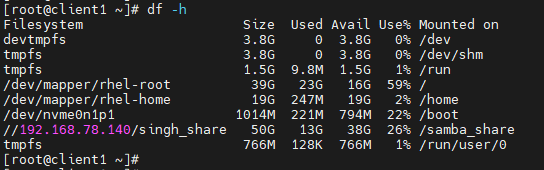 [root@client1 ~]# df -h
Filesystem Size Used Avail Use% Mounted on
devtmpfs 3.8G 0 3.8G 0% /dev
tmpfs 3.8G 0 3.8G 0% /dev/shm
tmpfs 1.5G 9.8M 1.5G 1% /run
/dev/mapper/rhel-root 39G 23G 16G 59% /
/dev/mapper/rhel-home 19G 247M 19G 2% /home
/dev/nvme0n1p1 1014M 221M 794M 22% /boot
//192.168.78.140/singh_share 50G 13G 38G 26% /samba_share
tmpfs 766M 128K 766M 1% /run/user/0
[root@client1 ~]#
[root@client1 ~]#